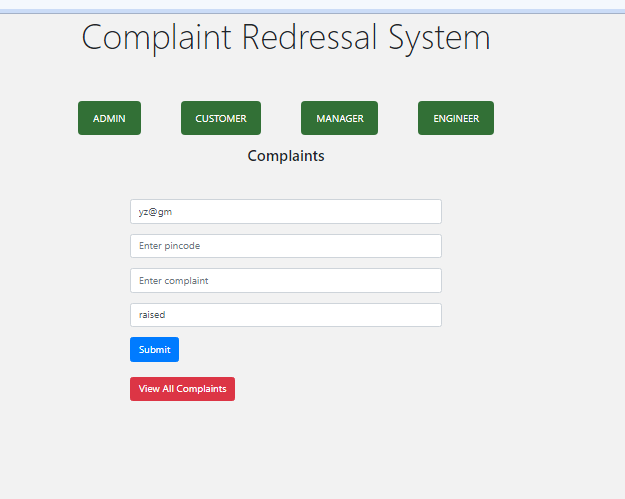 Complaint Redressal System
ADMIN CUSTOMER MANAGER ENGINEER
Complaints
yz@gm
Enter pincode
Enter complaint
raised
Submit
View All Complaints